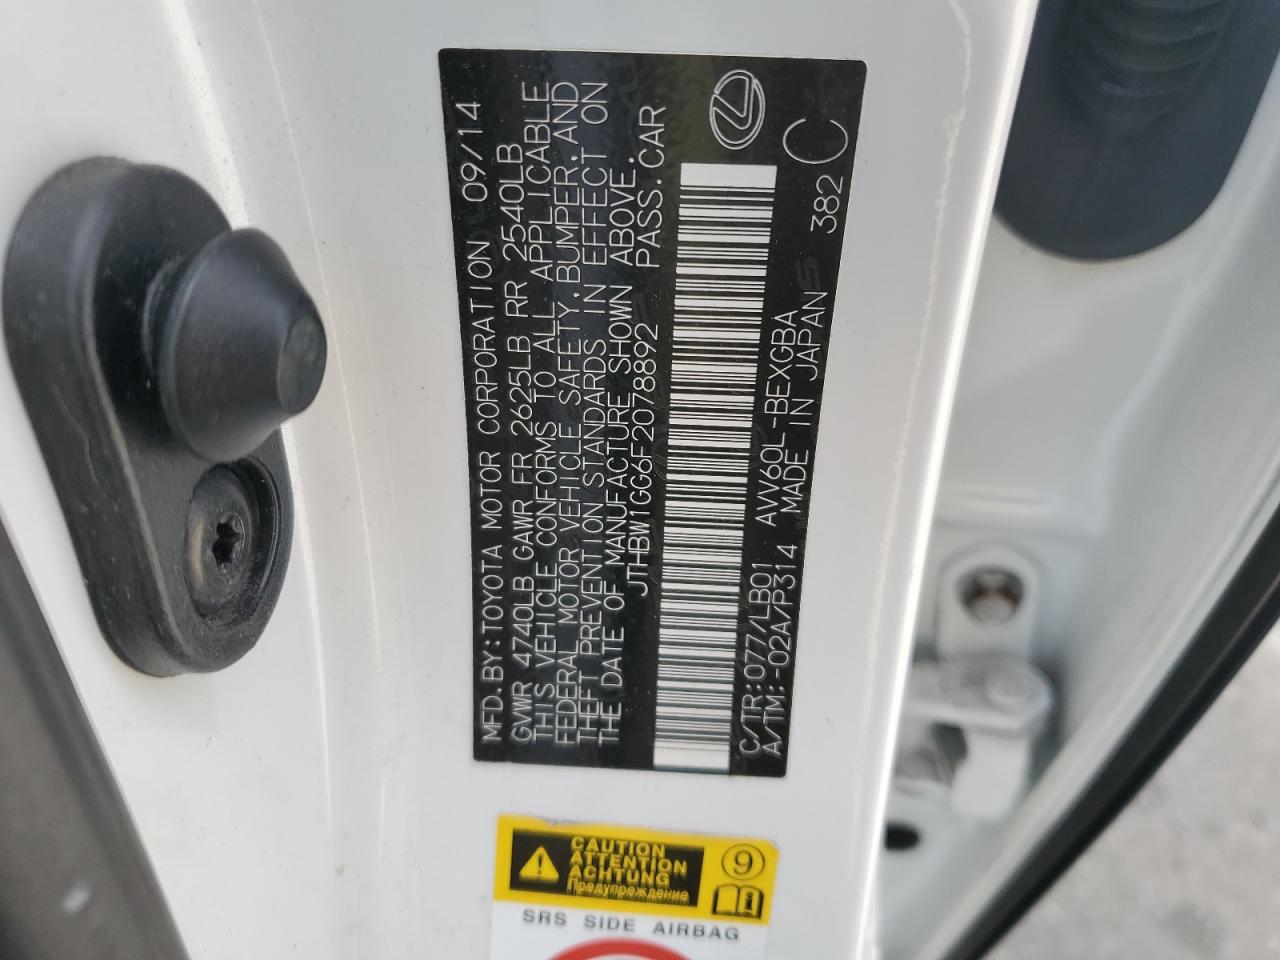 MFD. BY: TOYOTA MOTOR CORPORATION 09/14
GVWR 4740LB GAWR FR 2625LB RR 2540LB
THIS VEHICLE CONFORMS TO ALL APPLICABLE
FEDERAL MOTOR VEHICLE SAFETY, BUMPER, AND
THEFT PREVENTION STANDARDS IN EFFECT ON
THE DATE OF MANUFACTURE SHOWN ABOVE.
JTHBW1GG6F2078892 PASS. CAR
C/TR: 077/LB01 AVV60L-BEXGBA 382
A/TM: -02A/P314 MADE IN JAPAN
C
CAUTION
ATTENTION
ACHTUNG
Предупреждение
9
i
SRS SIDE AIRBAG